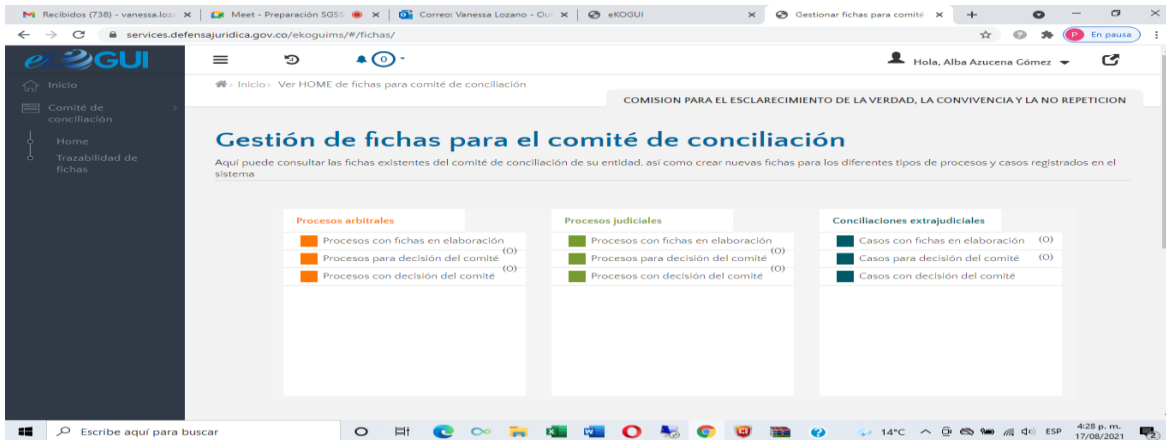 Recibidos (738) - vanessa.loz
Meet - Preparación SGSS
Correo: Vanessa Lozano - Out
eKOGUI
Gestionar fichas para comité
services.defensajuridica.gov.co/ekoguims/#/fichas/
P En pausa
GUI
0
Hola, Alba Azucena Gómez
Inicio
Comité de conciliación
Home
Trazabilidad de fichas
Inicio Ver HOME de fichas para comité de conciliación
COMISION PARA EL ESCLARECIMIENTO DE LA VERDAD, LA CONVIVENCIA Y LA NO REPETICION
Gestión de fichas para el comité de conciliación
Aquí puede consultar las fichas existentes del comité de conciliación de su entidad, así como crear nuevas fichas para los diferentes tipos de procesos y casos registrados en el
sistema
Procesos arbitrales
Procesos con fichas en elaboración
(0)
Procesos para decisión del comité
(0)
Procesos con decisión del comité
Procesos judiciales
Procesos con fichas en elaboración
(0)
Procesos para decisión del comité
(0)
Procesos con decisión del comité
Conciliaciones extrajudiciales
Casos con fichas en elaboración (0)
Casos para decisión del comité (0)
Casos con decisión del comité
Escribe aquí para buscar
14°C
ESP
4:28 p. m.
17/08/2021